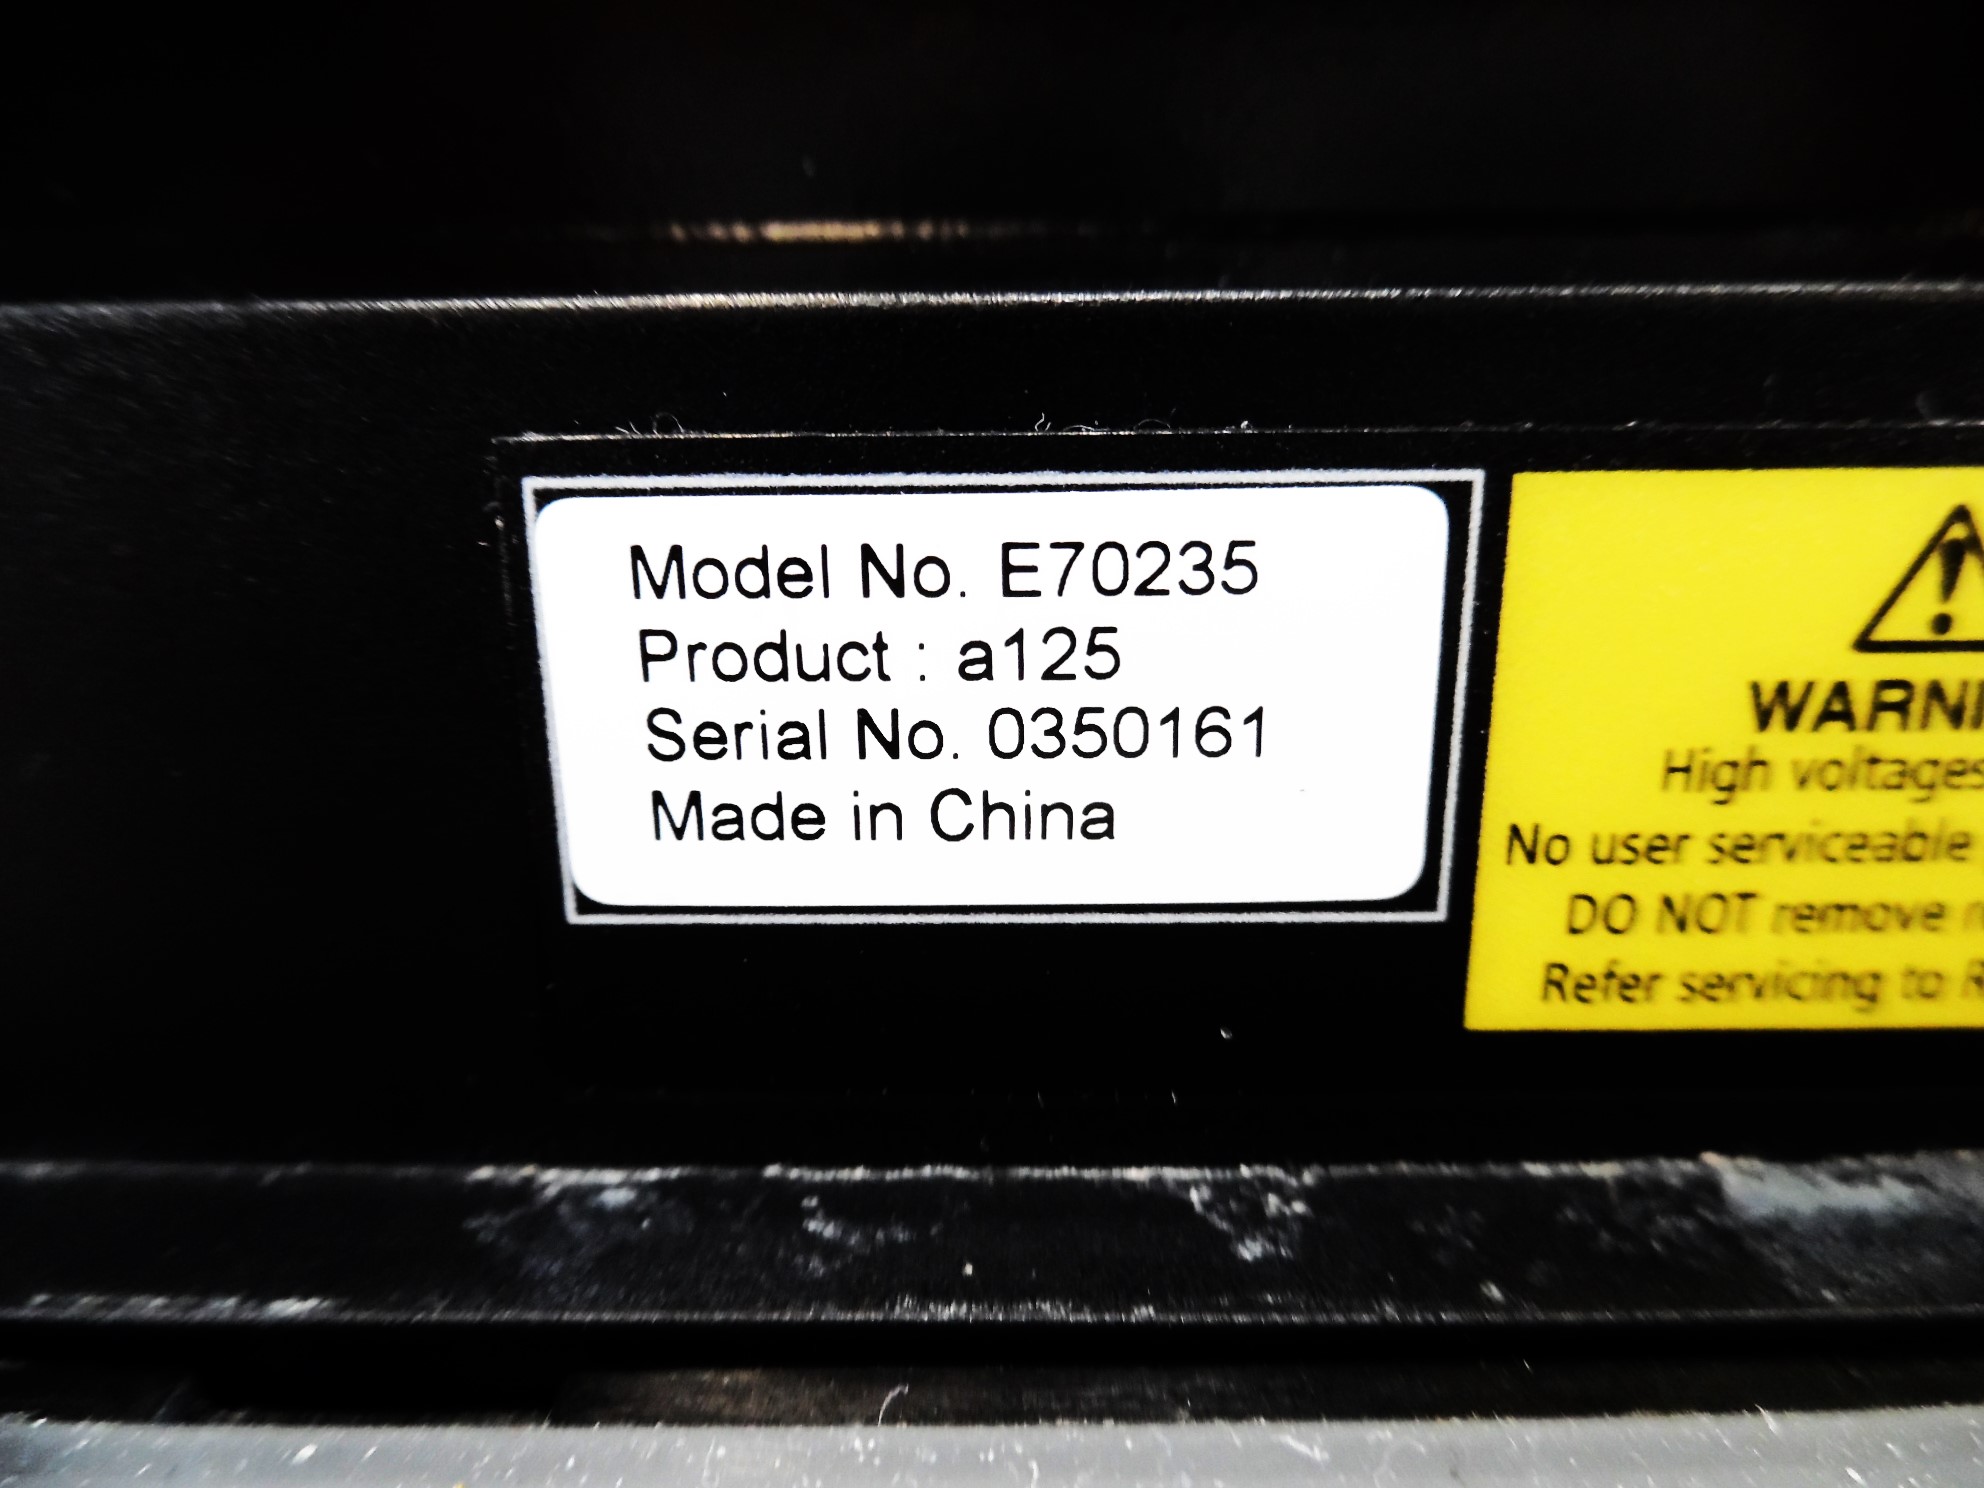 Model No. E70235
Product : a125
Serial No. 0350161
Made in China
High voltages
No user serviceable
DO NOT remove
Refer servicing to